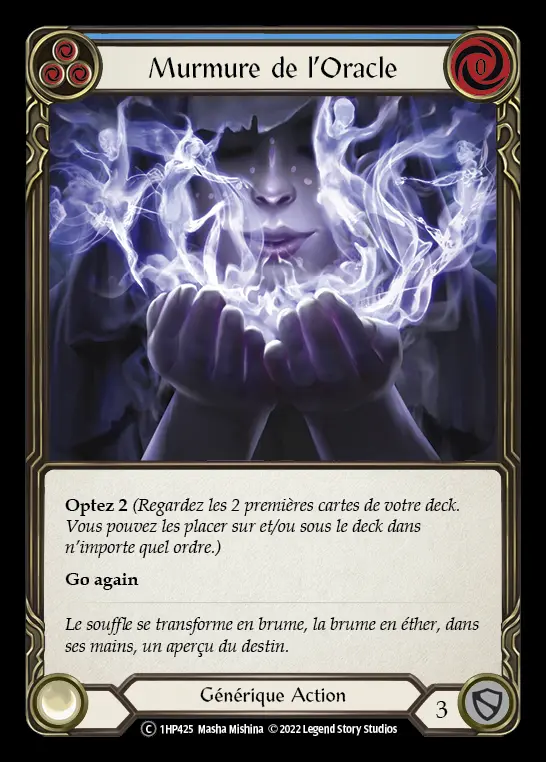 Murmure de l'Oracle
0
Optez 2 (Regardez les 2 premières cartes de votre deck.
Vous pouvez les placer sur et/ou sous le deck dans
n'importe quel ordre.)
Go again
Le souffle se transforme en brume, la brume en éther, dans
ses mains, un aperçu du destin.
Générique Action
3
C 1HP425 Masha Mishina © 2022 Legend Story Studios